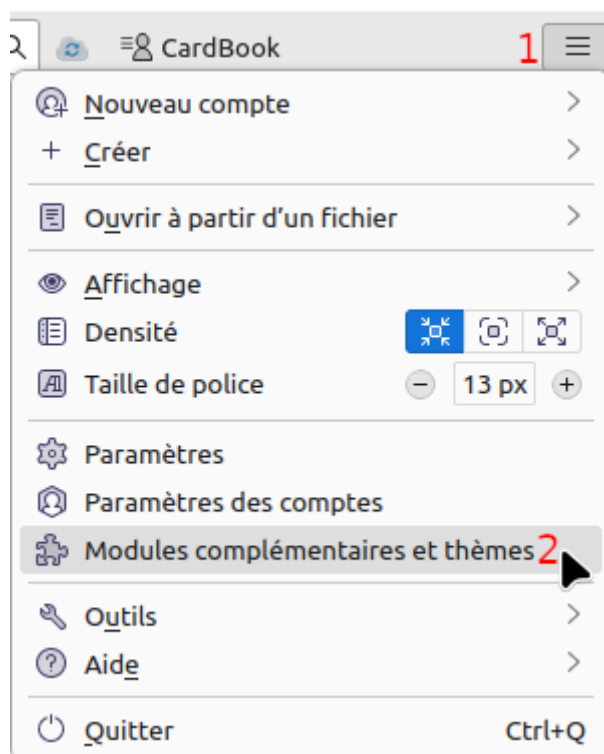 CardBook 1
Nouveau compte
Créer
Ouvrir à partir d’un fichier
Affichage
Densité
Taille de police 13 px
Paramètres
Paramètres des comptes
Modules complémentaires et thèmes 2
Outils
Aide
Quitter Ctrl+Q